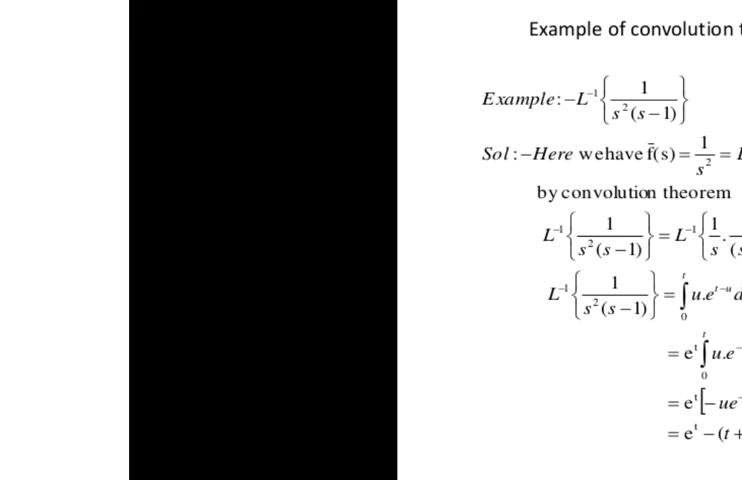 Example of convolution
Example:–L⁻¹{1/(s²(s–1))}
Sol:–Here we have f̄(s) = 1/s² =
by convolution theorem
L⁻¹{1/(s²(s–1))} = L⁻¹{1/s.
L⁻¹{1/(s²(s–1))} = ∫₀ᵗ u.eᵗ⁻ᵘ
= eᵗ∫₀ᵗ u.e⁻
= eᵗ[–ue⁻
= eᵗ –(t +